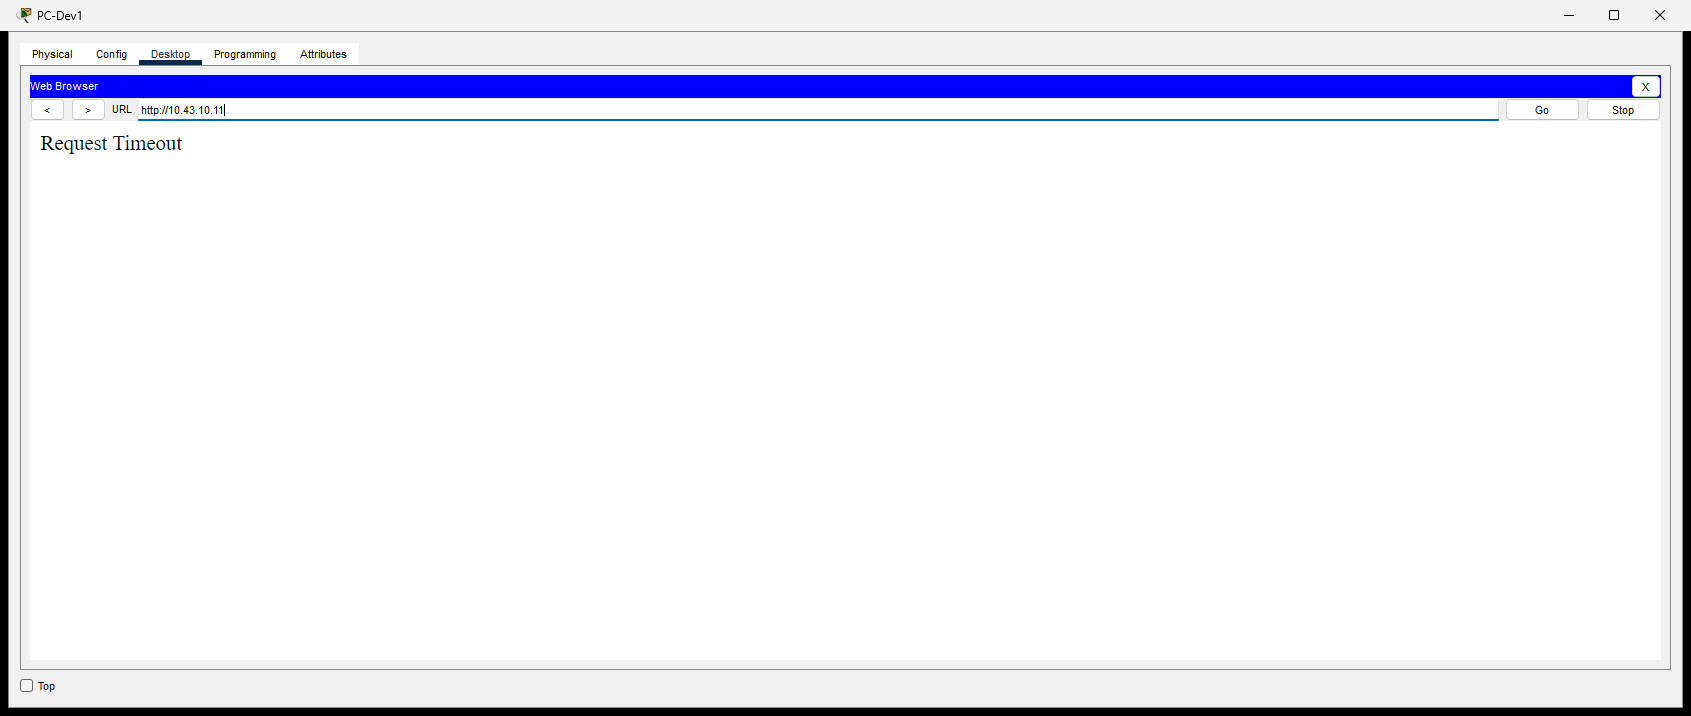 PC-Dev1
Physical Config Desktop Programming Attributes
Web Browser X
< > URL http://10.43.10.11 Go Stop
Request Timeout
Top